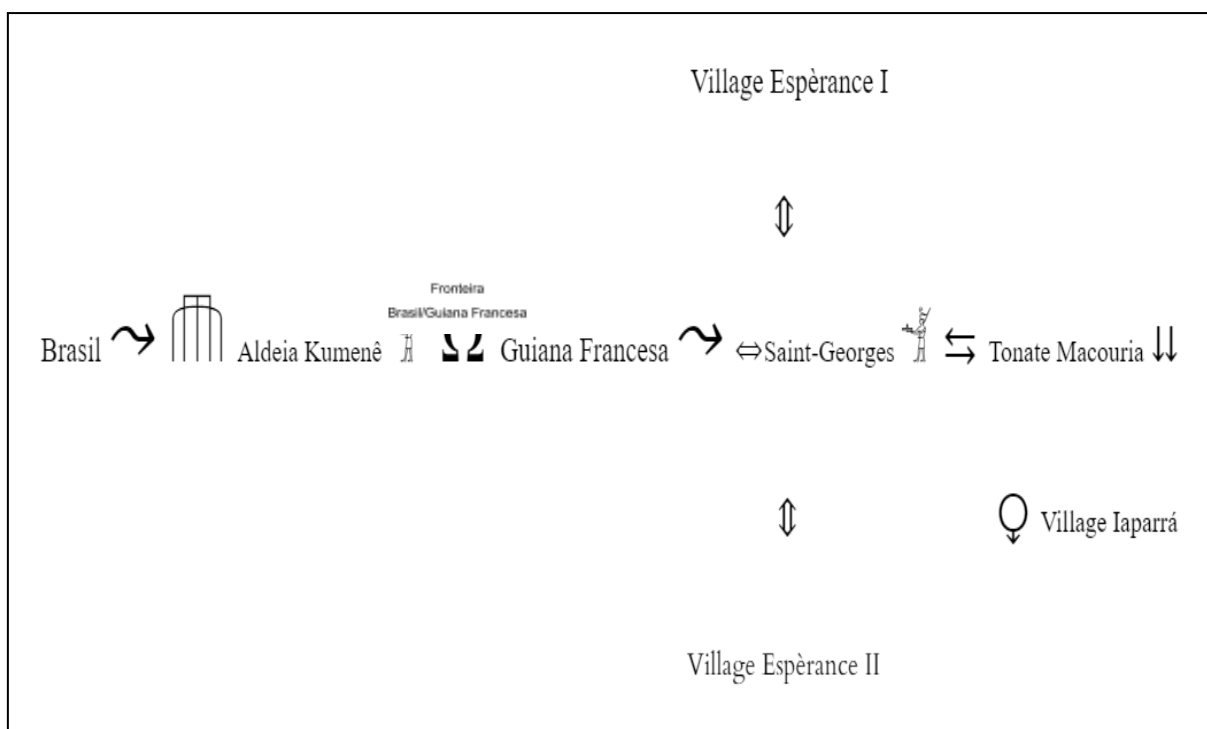 Village Espèrance I
Fronteira
Brasil/Guiana Francesa
Brasil Aldeia Kumenê Guiana Francesa Saint-Georges Tonate Macouria
Village Iaparrá
Village Espèrance II